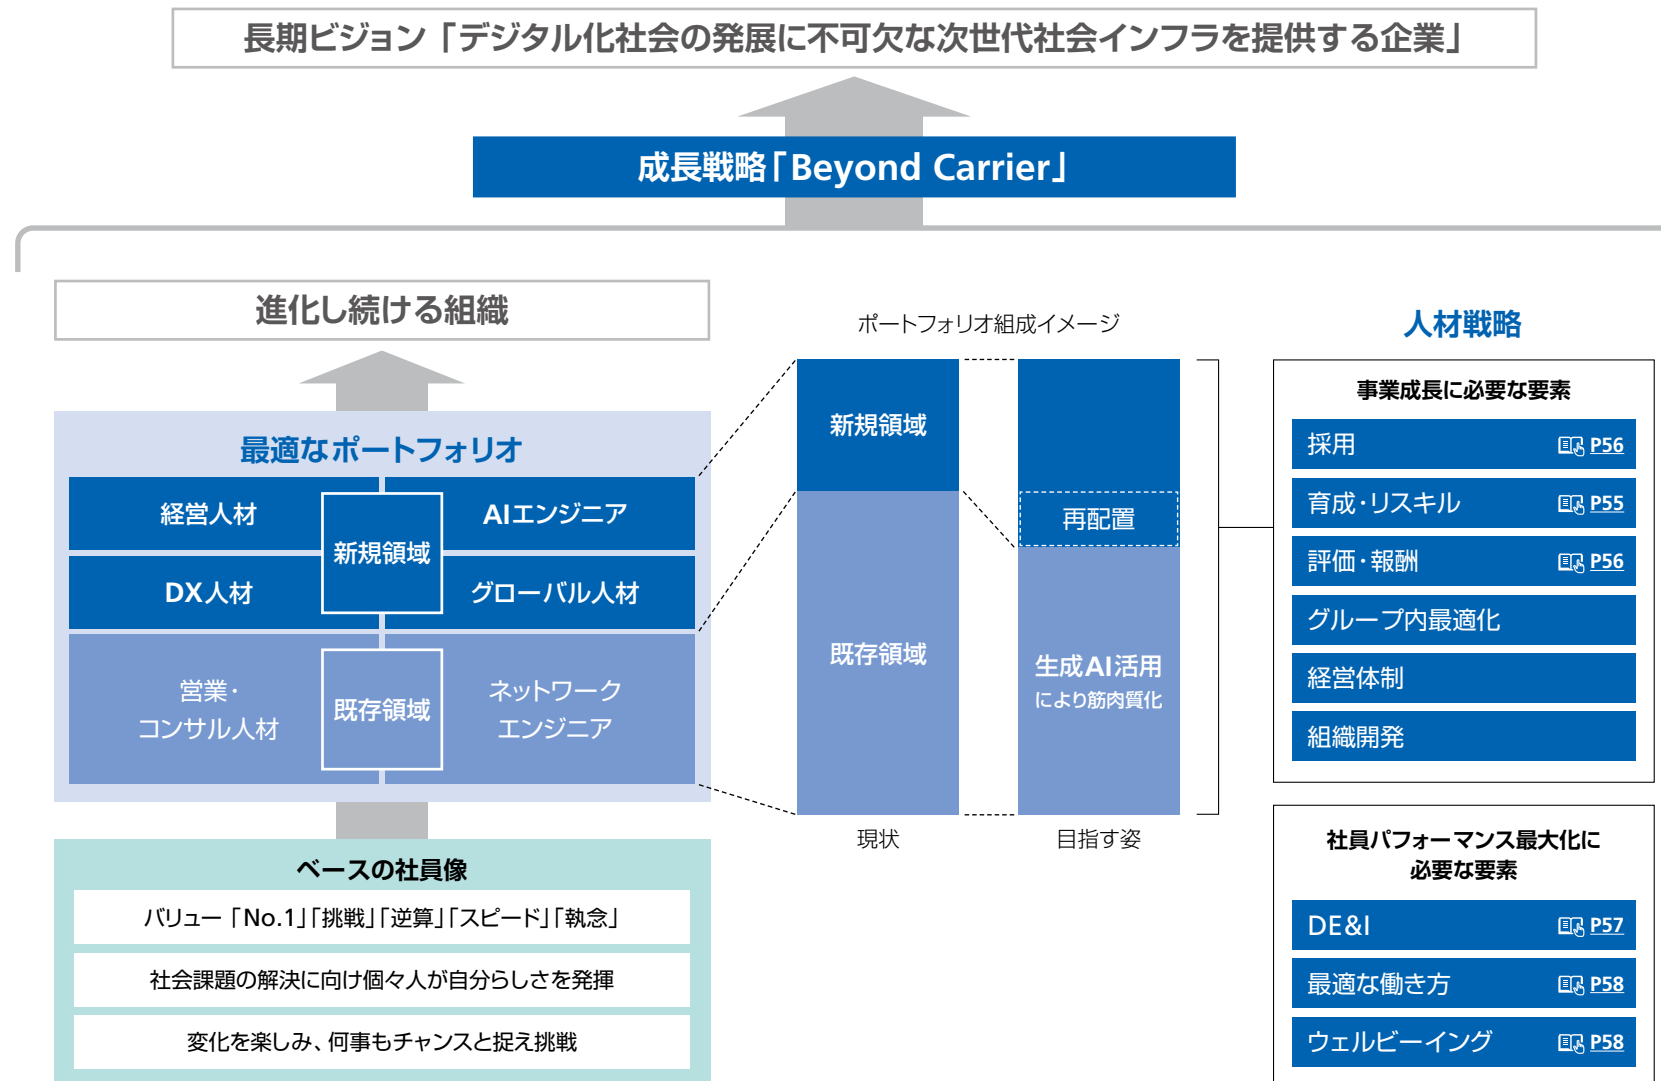 長期ビジョン「デジタル化社会の発展に不可欠な次世代社会インフラを提供する企業」
成長戦略「Beyond Carrier」
進化し続ける組織
最適なポートフォリオ
経営人材
AIエンジニア
新規領域
DX人材
グローバル人材
営業・
コンサル人材
既存領域
ネットワーク
エンジニア
ベースの社員像
バリュー「No.1」「挑戦」「逆算」「スピード」「執念」
社会課題の解決に向け個々人が自分らしさを発揮
変化を楽しみ、何事もチャンスと捉え挑戦
ポートフォリオ組成イメージ
新規領域
既存領域
現状
再配置
生成AI活用
により筋肉質化
目指す姿
人材戦略
事業成長に必要な要素
採用 P56
育成・リスキル P55
評価・報酬 P56
グループ内最適化
経営体制
組織開発
社員パフォーマンス最大化に
必要な要素
DE&I P57
最適な働き方 P58
ウェルビーイング P58